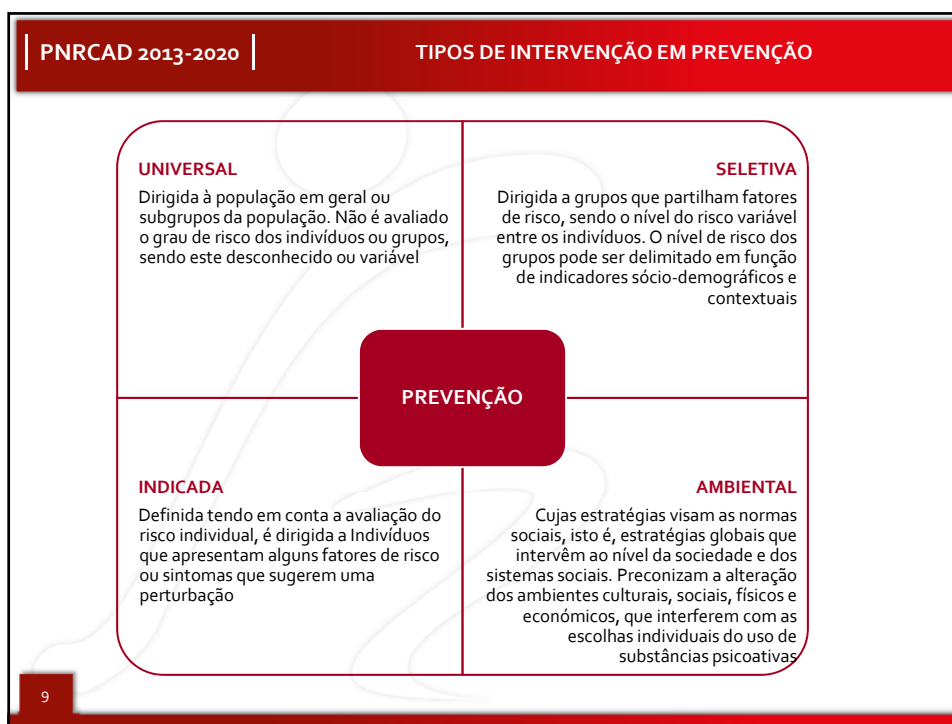 PNRCAD 2013-2020
TIPOS DE INTERVENÇÃO EM PREVENÇÃO
UNIVERSAL
Dirigida à população em geral ou
subgrupos da população. Não é avaliado
o grau de risco dos indivíduos ou grupos,
sendo este desconhecido ou variável
SELETIVA
Dirigida a grupos que partilham fatores
de risco, sendo o nível do risco variável
entre os indivíduos. O nível de risco dos
grupos pode ser delimitado em função
de indicadores sócio-demográficos e
contextuais
PREVENÇÃO
INDICADA
Definida tendo em conta a avaliação do
risco individual, é dirigida a Indivíduos
que apresentam alguns fatores de risco
ou sintomas que sugerem uma
perturbação
AMBIENTAL
Cujas estratégias visam as normas
sociais, isto é, estratégias globais que
intervêm ao nível da sociedade e dos
sistemas sociais. Preconizam a alteração
dos ambientes culturais, sociais, físicos e
económicos, que interferem com as
escolhas individuais do uso de
substâncias psicoativas
9